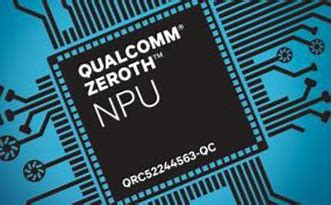 QUALCOMM®
ZEROTH™
NPU
QRC52244563-QC